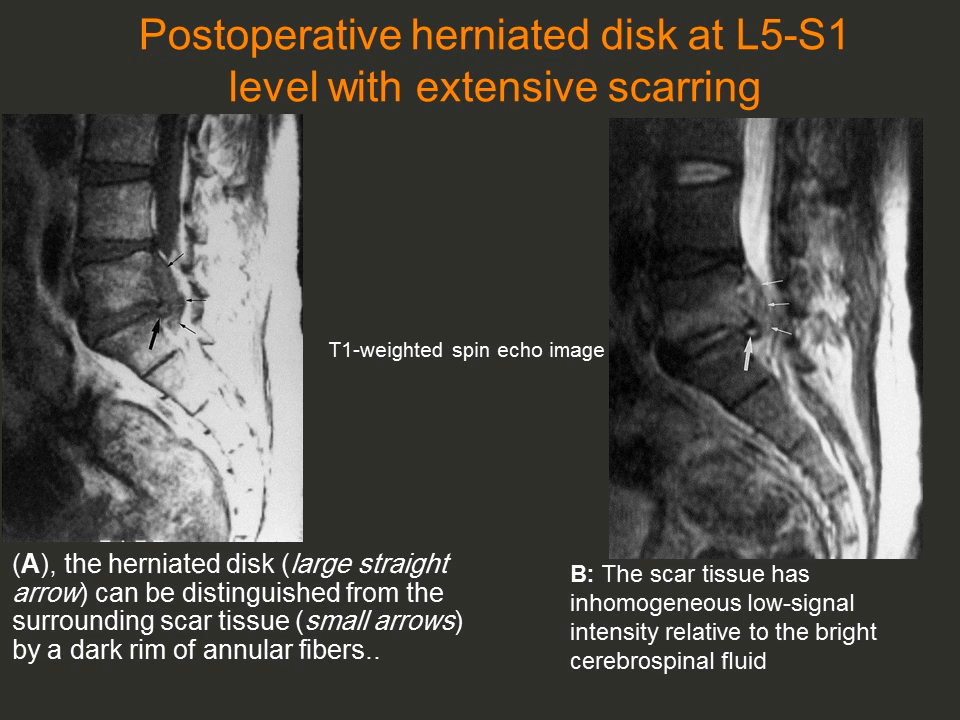 Postoperative herniated disk at L5-S1
level with extensive scarring
T1-weighted spin echo image
(A), the herniated disk (large straight
arrow) can be distinguished from the
surrounding scar tissue (small arrows)
by a dark rim of annular fibers..
B: The scar tissue has
inhomogeneous low-signal
intensity relative to the bright
cerebrospinal fluid